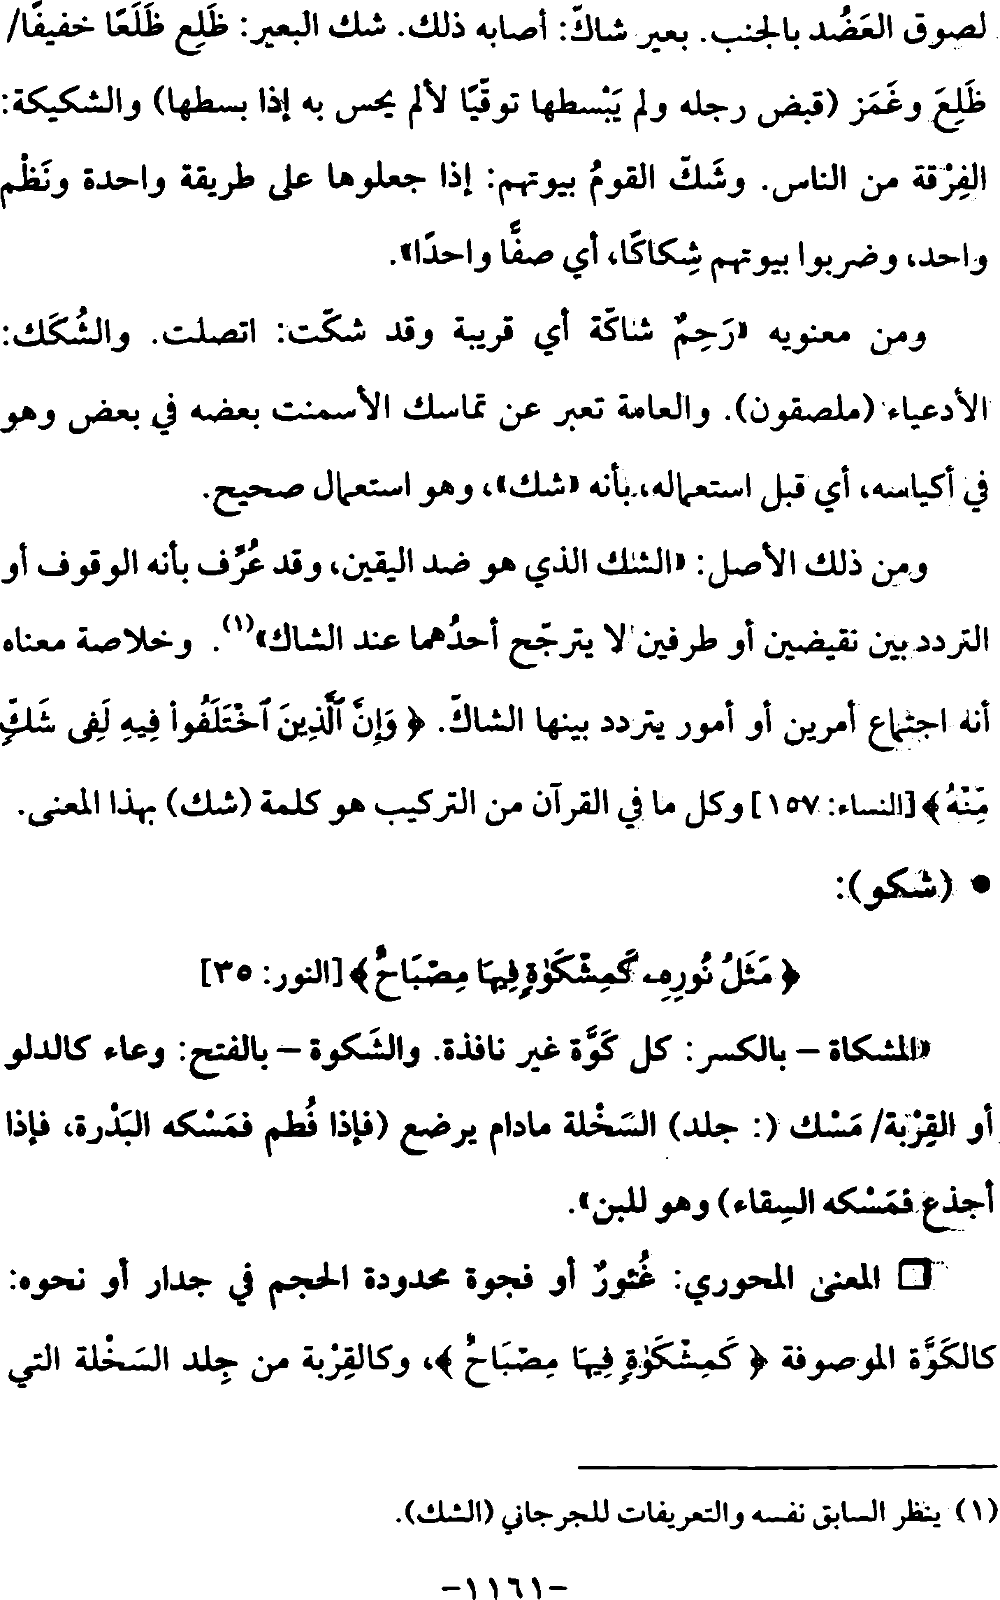 لصوق العَضُد بالجنب. بعير شاكّ: أصابه ذلك. شك البعير: ظَلِع ظَلَعًا خفيفًا/
ظَلِعَ وغَمَز (قبض رجله ولم يَبْسطها توقّيًا لألم يحس به إذا بسطها) والشكيكة:
الفِرْقة من الناس. وشَكّ القومُ بيوتهم: إذا جعلوها على طريقة واحدة ونَظْم
واحد، وضربوا بيوتهم شِكاكًا، أي صفًّا واحدًا».
ومن معنويه «رَحِمٌ شاكّة أي قريبة وقد شكّت: اتصلت. والشُكَك:
الأدعياء (ملصقون). والعامة تعبر عن تماسك الأسمنت بعضه في بعض وهو
في أكياسه، أي قبل استعماله، بأنه «شك»، وهو استعمال صحيح.
ومن ذلك الأصل: «الشك الذي هو ضد اليقين، وقد عُرِّف بأنه الوقوف أو
التردد بين نقيضين أو طرفين لا يترجّح أحدُهما عند الشاك»(١). وخلاصة معناه
أنه اجتماع أمرين أو أمور يتردد بينها الشاكّ. ﴿ وَإِنَّ ٱلَّذِينَ ٱخْتَلَفُوا۟ فِيهِ لَفِى شَكٍّ
مِّنْهُ ﴾ [النساء: ١٥٧] وكل ما في القرآن من التركيب هو كلمة (شك) بهذا المعنى.
● (شكو):
﴿ مَثَلُ نُورِهِۦ كَمِشْكَوٰةٍ فِيهَا مِصْبَاحٌ ﴾ [النور: ٣٥]
«المشكاة – بالكسر: كل كَوَّة غير نافذة. والشَكوة – بالفتح: وعاء كالدلو
أو القِرْبة/ مَسْك (: جلد) السَخْلة مادام يرضع (فإذا فُطم فمَسْكه البَدْرة، فإذا
أجذع فمَسْكه السِقاء) وهو للبن».
□ المعنى المحوري: غُئورٌ أو فجوة محدودة الحجم في جدار أو نحوه:
كالكَوَّة الموصوفة ﴿ كَمِشْكَوٰةٍ فِيهَا مِصْبَاحٌ ﴾، وكالقِرْبة من جِلد السَخْلة التي
(١) ينظر السابق نفسه والتعريفات للجرجاني (الشك).
-١١٦١-